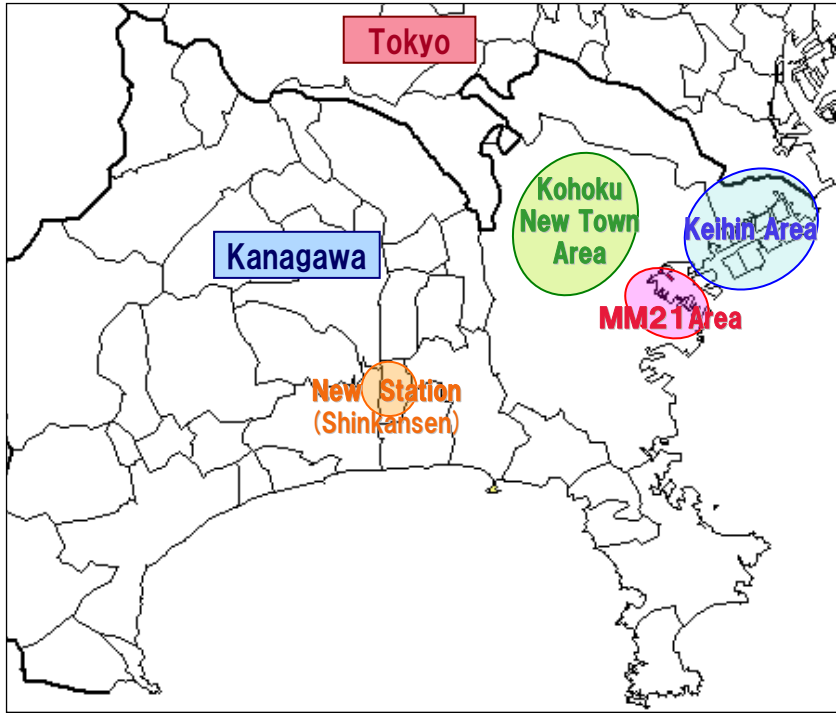 Tokyo
Kohoku
New Town
Area
Keihin Area
Kanagawa
MM21Area
New Station
(Shinkansen)